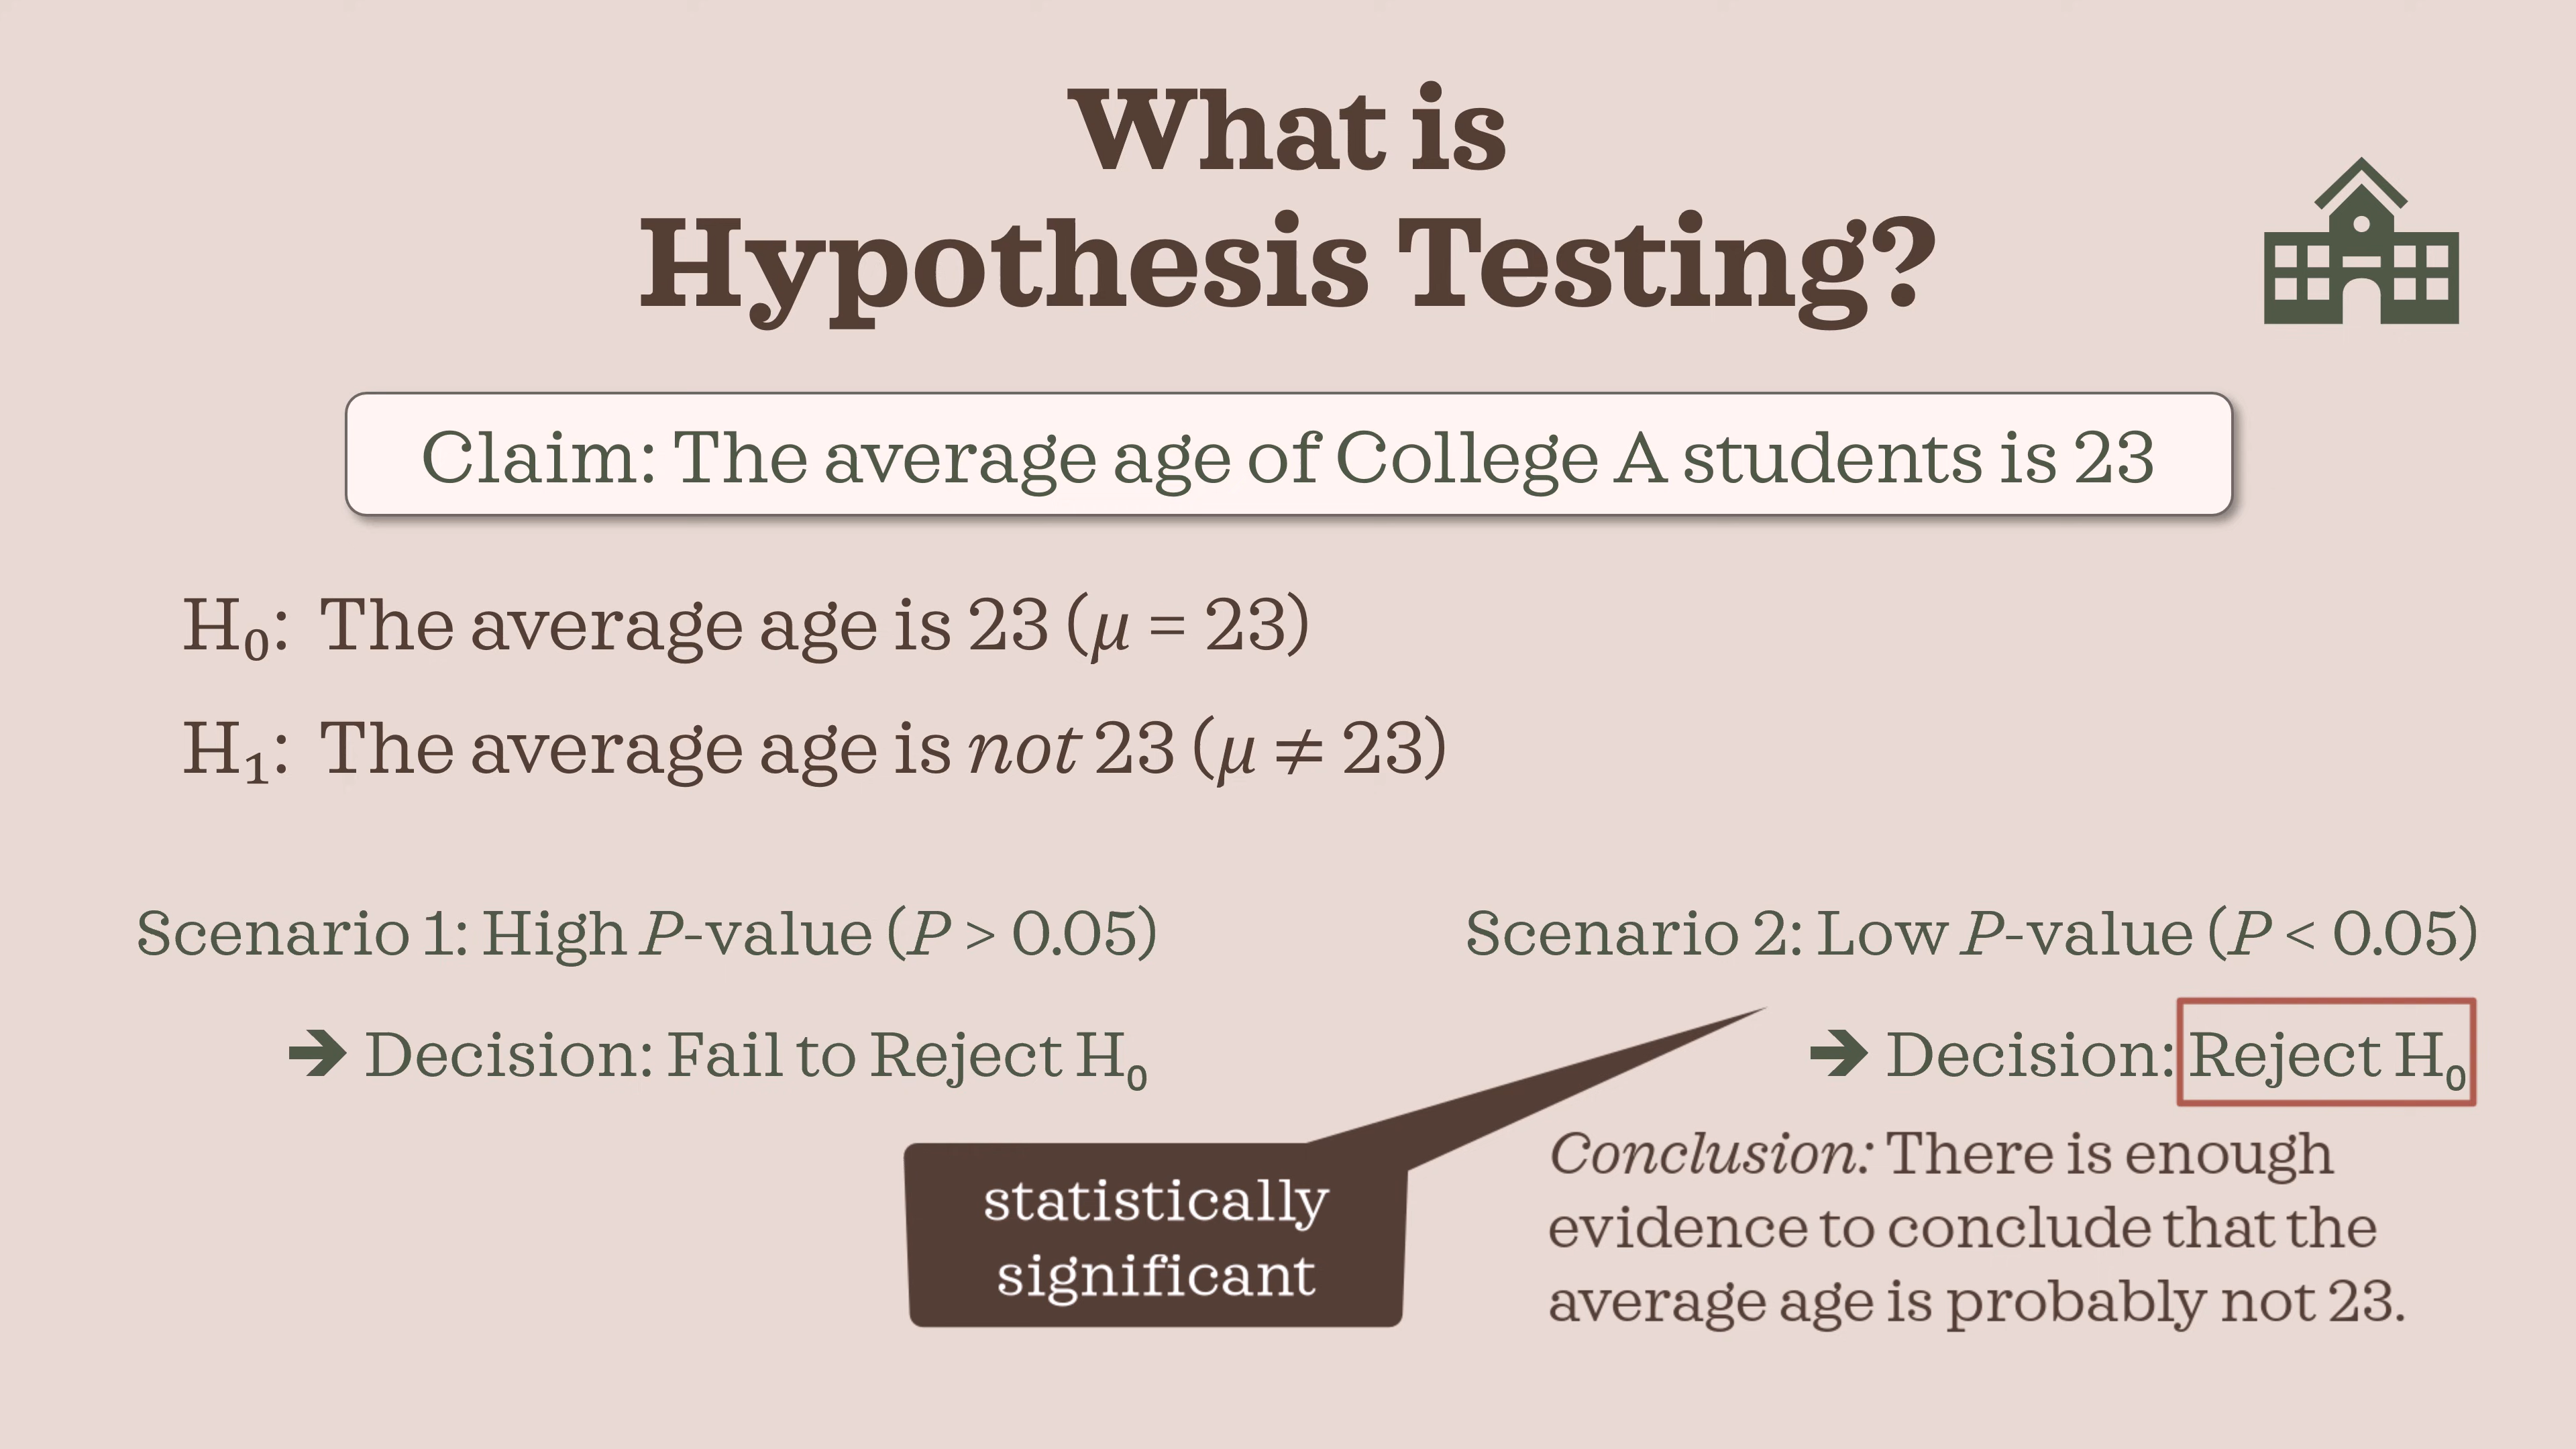 What is
Hypothesis Testing?
Claim: The average age of College A students is 23
H₀: The average age is 23 (μ = 23)
H₁: The average age is not 23 (μ ≠ 23)
Scenario 1: High P-value (P > 0.05)
➔ Decision: Fail to Reject H₀
Scenario 2: Low P-value (P < 0.05)
➔ Decision: Reject H₀
statistically
significant
Conclusion: There is enough
evidence to conclude that the
average age is probably not 23.